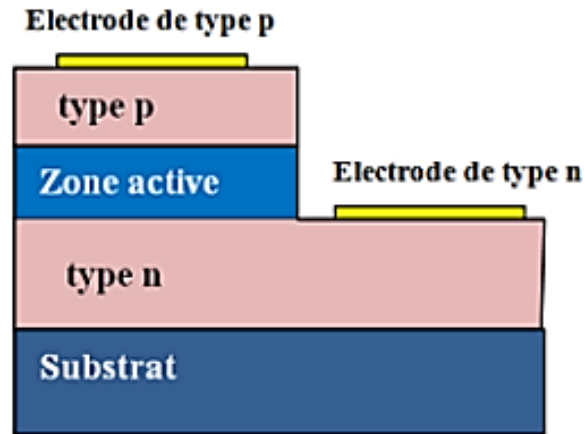 Electrode de type p
type p
Zone active
Electrode de type n
type n
Substrat